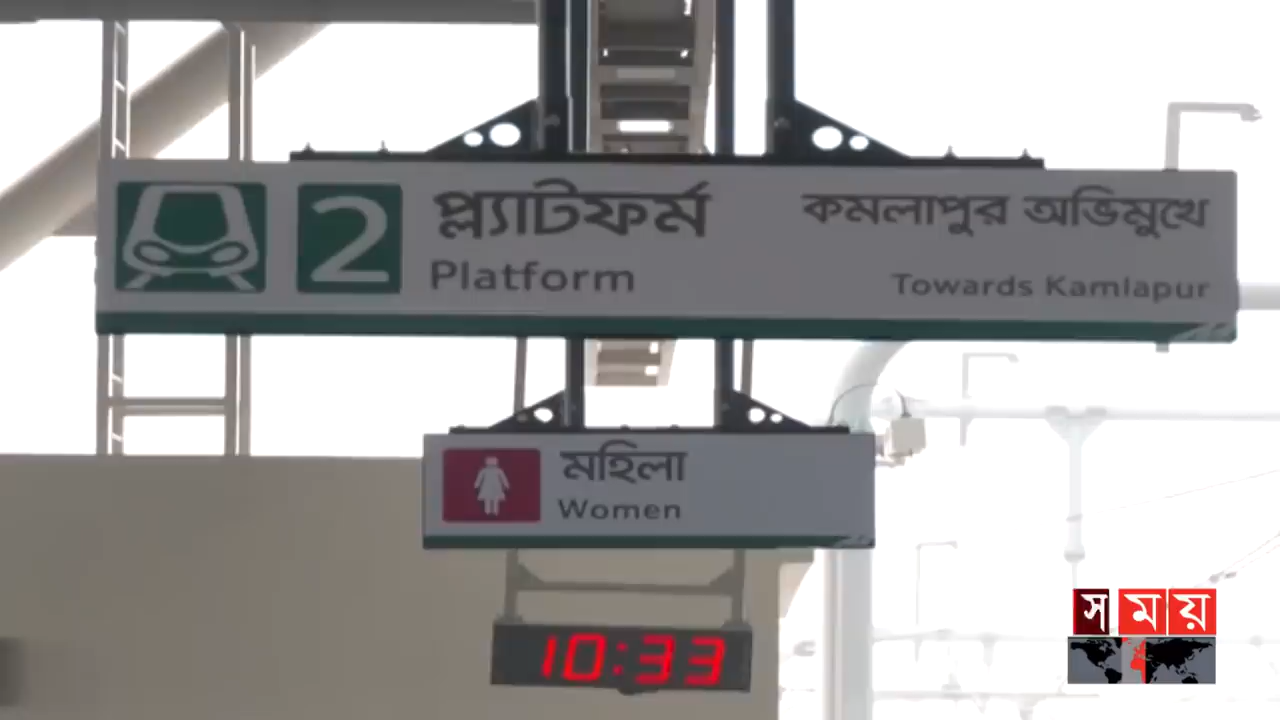 2 প্ল্যাটফর্ম কমলাপুর অভিমুখে
Platform Towards Kamlapur
মহিলা
Women
10:33
সময়